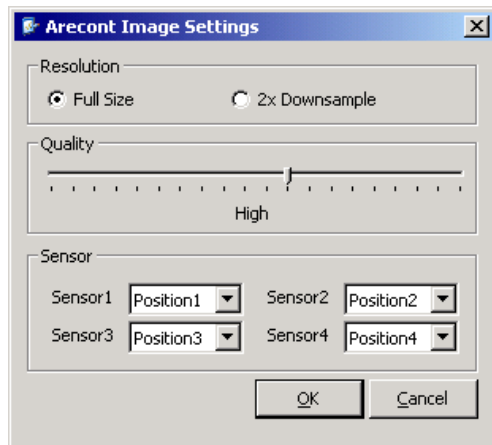 Arecont Image Settings
Resolution
Full Size 2x Downsample
Quality
High
Sensor
Sensor1 Position1 Sensor2 Position2
Sensor3 Position3 Sensor4 Position4
OK Cancel